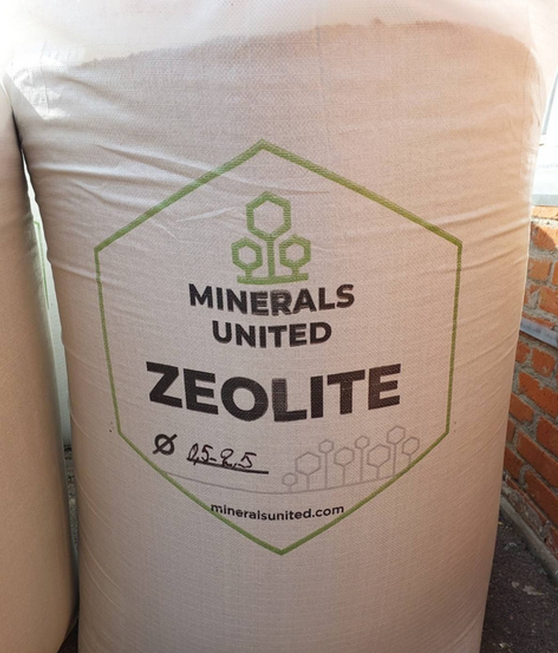 MINERALS
UNITED
ZEOLITE
Ø 0,5-2,5
mineralsunited.com